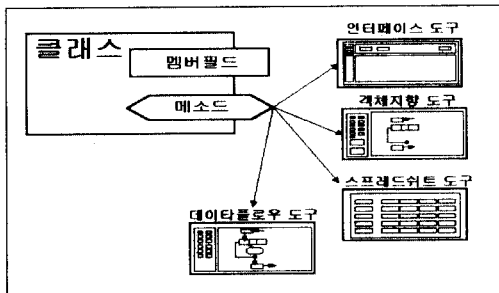 클래스
멤버필드
메소드
인터페이스 도구
객체지향 도구
스프레드쉬트 도구
데이타플로우 도구